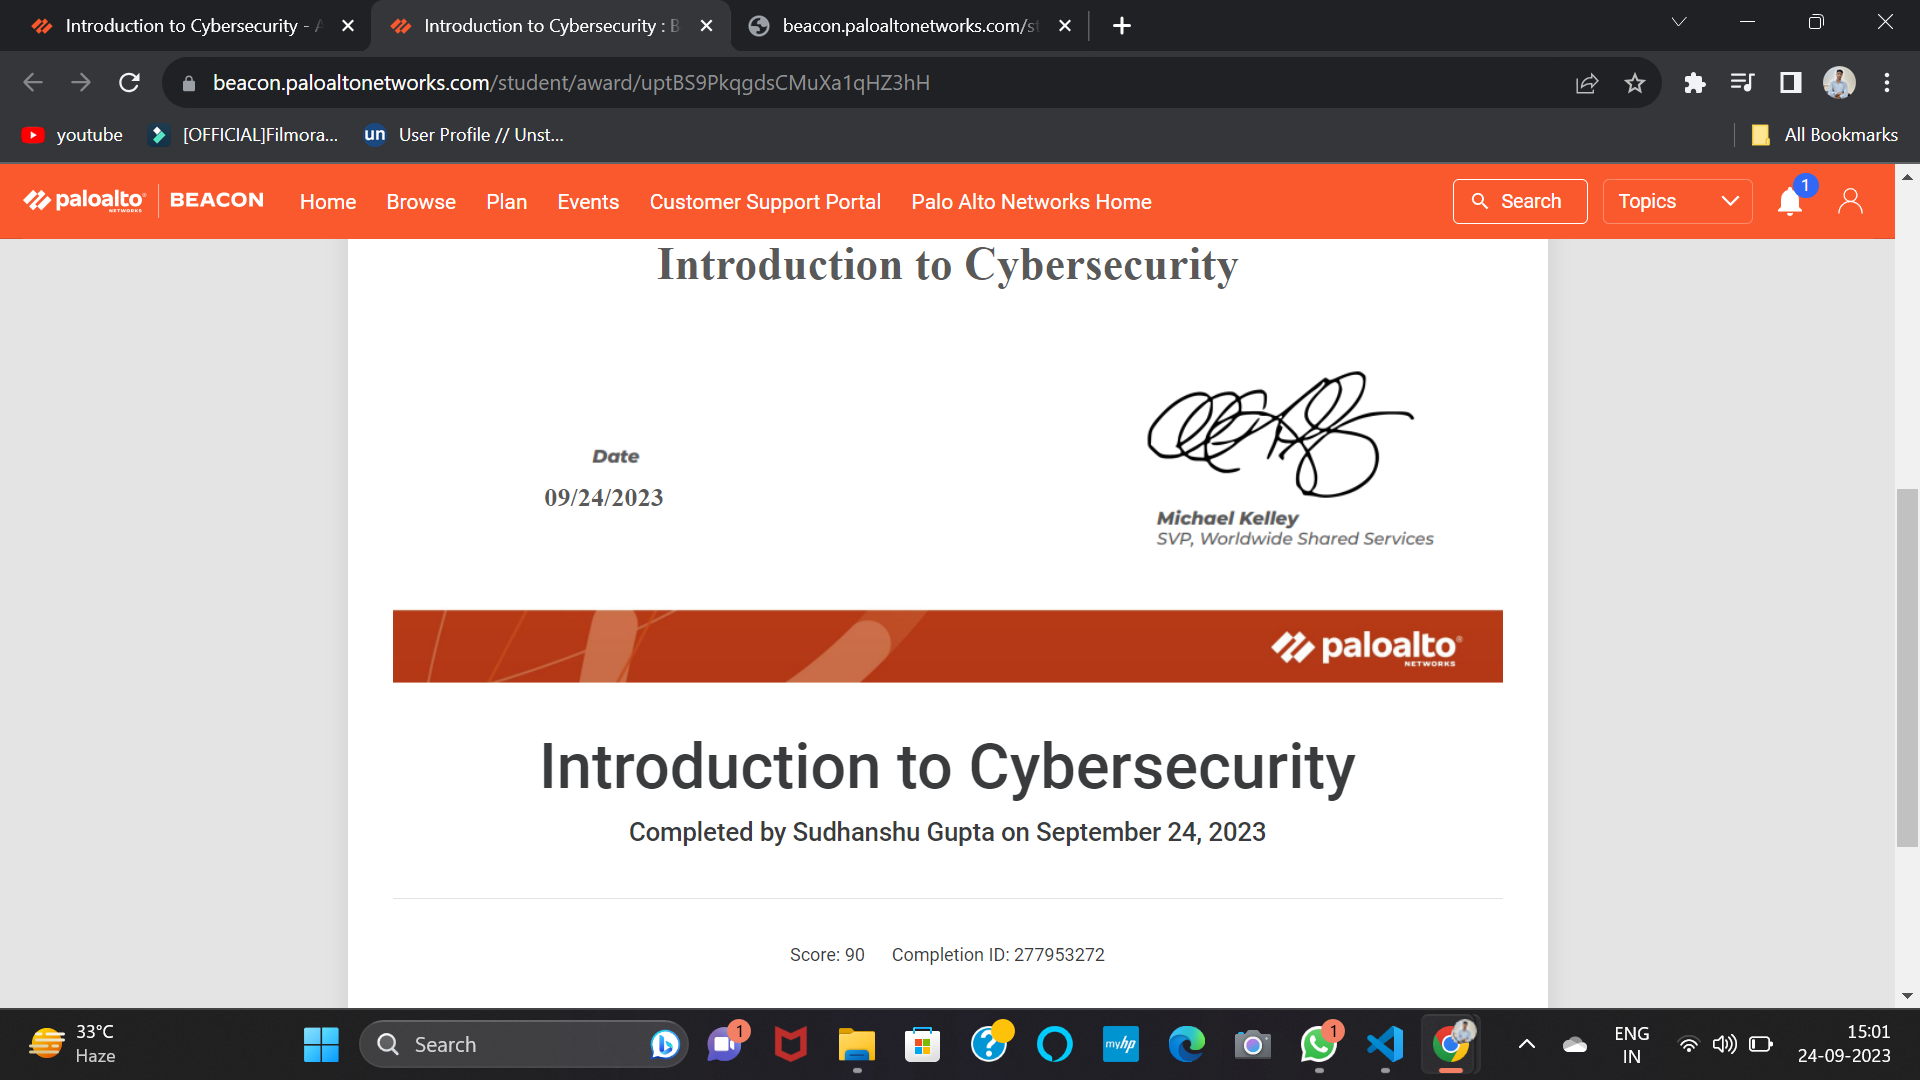 Introduction to Cybersecurity - A
Introduction to Cybersecurity : B
beacon.paloaltonetworks.com/st
beacon.paloaltonetworks.com/student/award/uptBS9PkqgdsCMuXa1qHZ3hH
youtube
[OFFICIAL]Filmora...
un
User Profile // Unst...
All Bookmarks
paloalto NETWORKS
BEACON
Home
Browse
Plan
Events
Customer Support Portal
Palo Alto Networks Home
Search
Topics
1
Introduction to Cybersecurity
Date
09/24/2023
Michael Kelley
SVP, Worldwide Shared Services
paloalto®
NETWORKS
Introduction to Cybersecurity
Completed by Sudhanshu Gupta on September 24, 2023
Score: 90 Completion ID: 277953272
33°C
Haze
Search
1
myhp
1
ENG
IN
15:01
24-09-2023